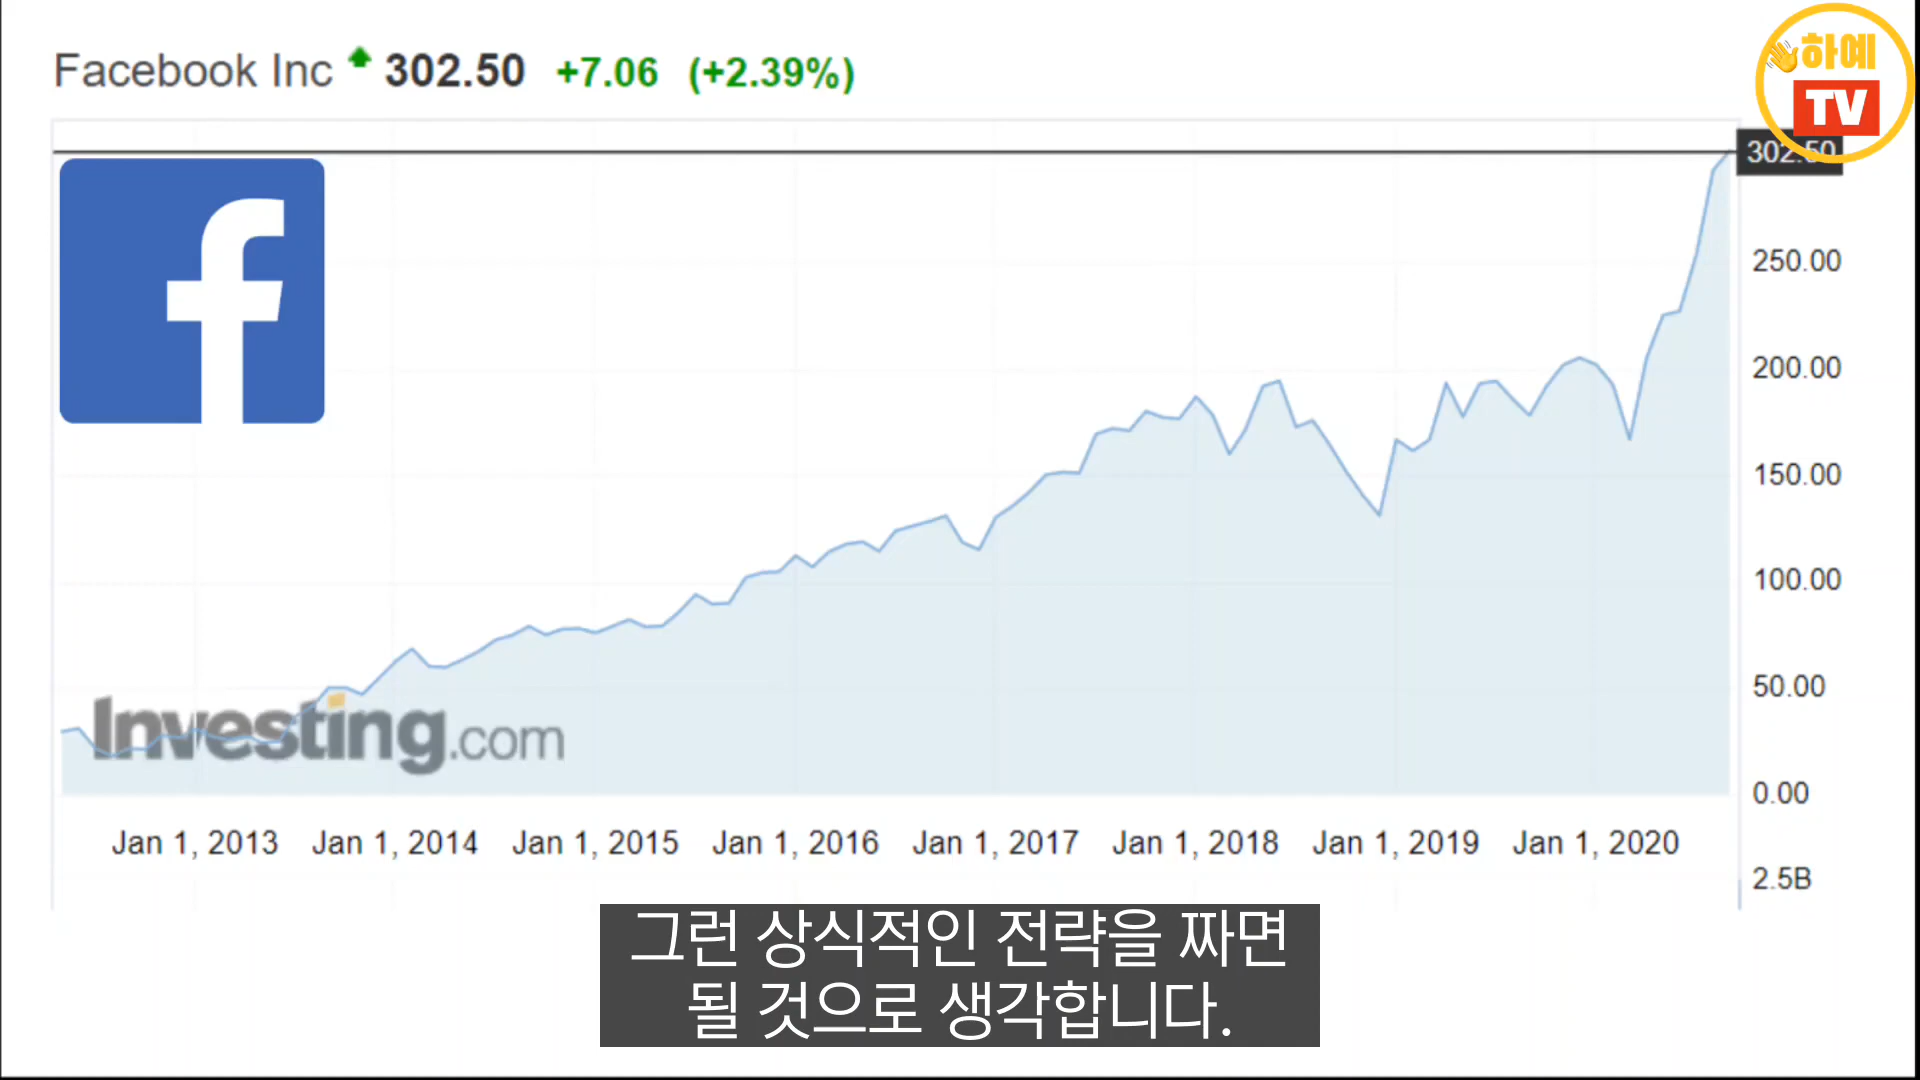 Facebook Inc 302.50 +7.06 (+2.39%)
하예
TV
302.50
250.00
200.00
150.00
100.00
50.00
0.00
Investing.com
Jan 1, 2013 Jan 1, 2014 Jan 1, 2015 Jan 1, 2016 Jan 1, 2017 Jan 1, 2018 Jan 1, 2019 Jan 1, 2020
2.5B
그런 상식적인 전략을 짜면
될 것으로 생각합니다.